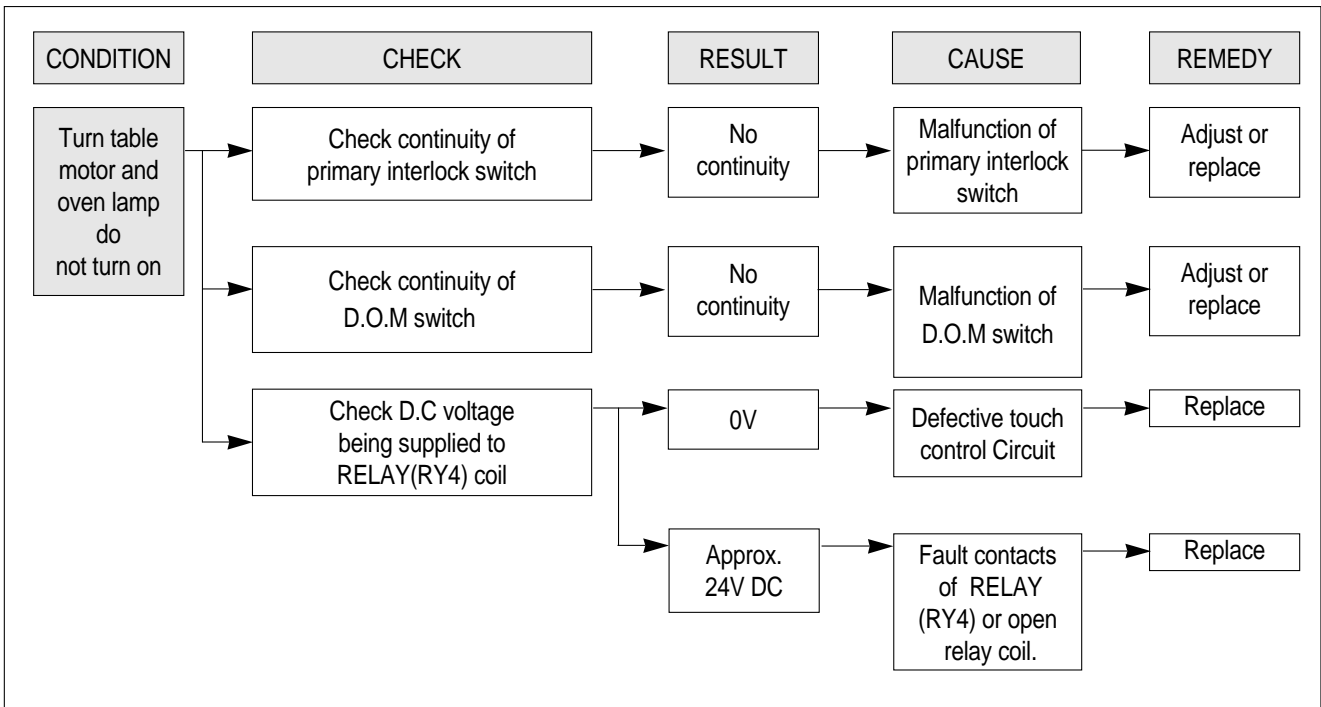 CONDITION
CHECK
RESULT
CAUSE
REMEDY
Turn table
motor and
oven lamp
do
not turn on
Check continuity of
primary interlock switch
No
continuity
Malfunction of
primary interlock
switch
Adjust or
replace
Check continuity of
D.O.M switch
No
continuity
Malfunction of
D.O.M switch
Adjust or
replace
Check D.C voltage
being supplied to
RELAY(RY4) coil
0V
Defective touch
control Circuit
Replace
Approx.
24V DC
Fault contacts
of RELAY
(RY4) or open
relay coil.
Replace